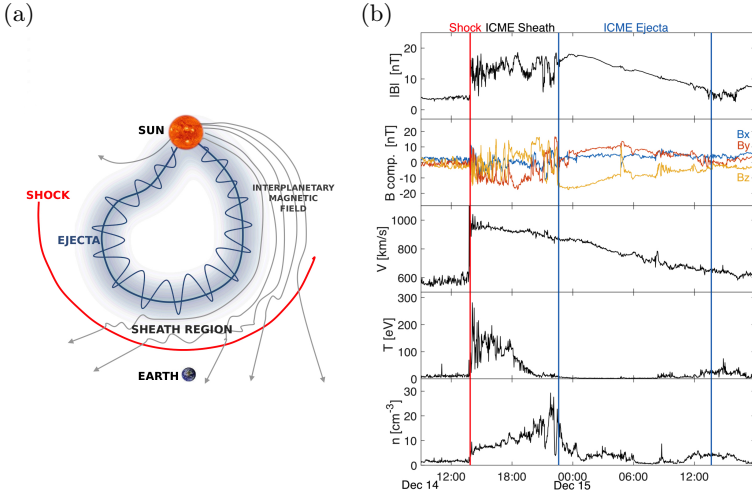 (a)
SUN
SHOCK
INTERPLANETARY
MAGNETIC
FIELD
EJECTA
SHEATH REGION
EARTH
(b)
Shock ICME Sheath ICME Ejecta
|B| [nT]
20
10
0
B comp. [nT]
20
10
0
-10
-20
Bx
By
Bz
V [km/s]
1000
800
600
T [eV]
300
200
100
0
n [cm-3]
30
20
10
0
12:00 18:00 00:00 06:00 12:00
Dec 14 Dec 15